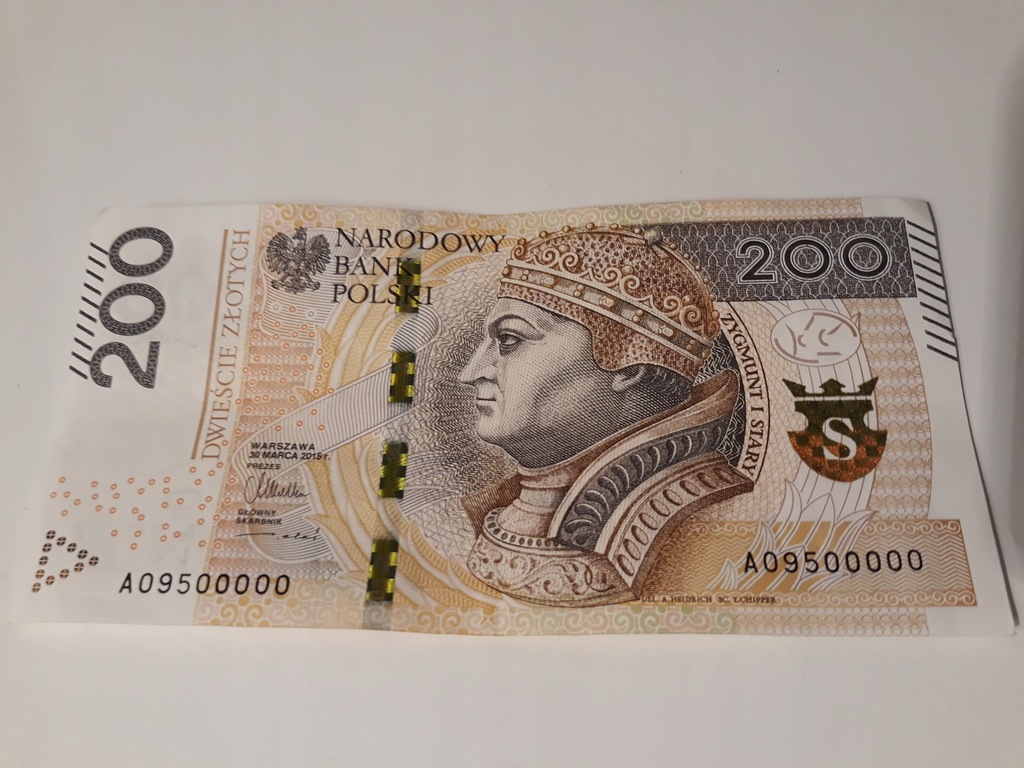 200
DWIEŚCIE ZŁOTYCH
NARODOWY
BANK
POLSKI
200
ZYGMUNT I STARY
S
WARSZAWA
30 MARCA 2015 r.
PREZES
GŁÓWNY
SKARBNIK
A09500000
A09500000
DEL. A. HEIDRICH SC. T. CHIPPER